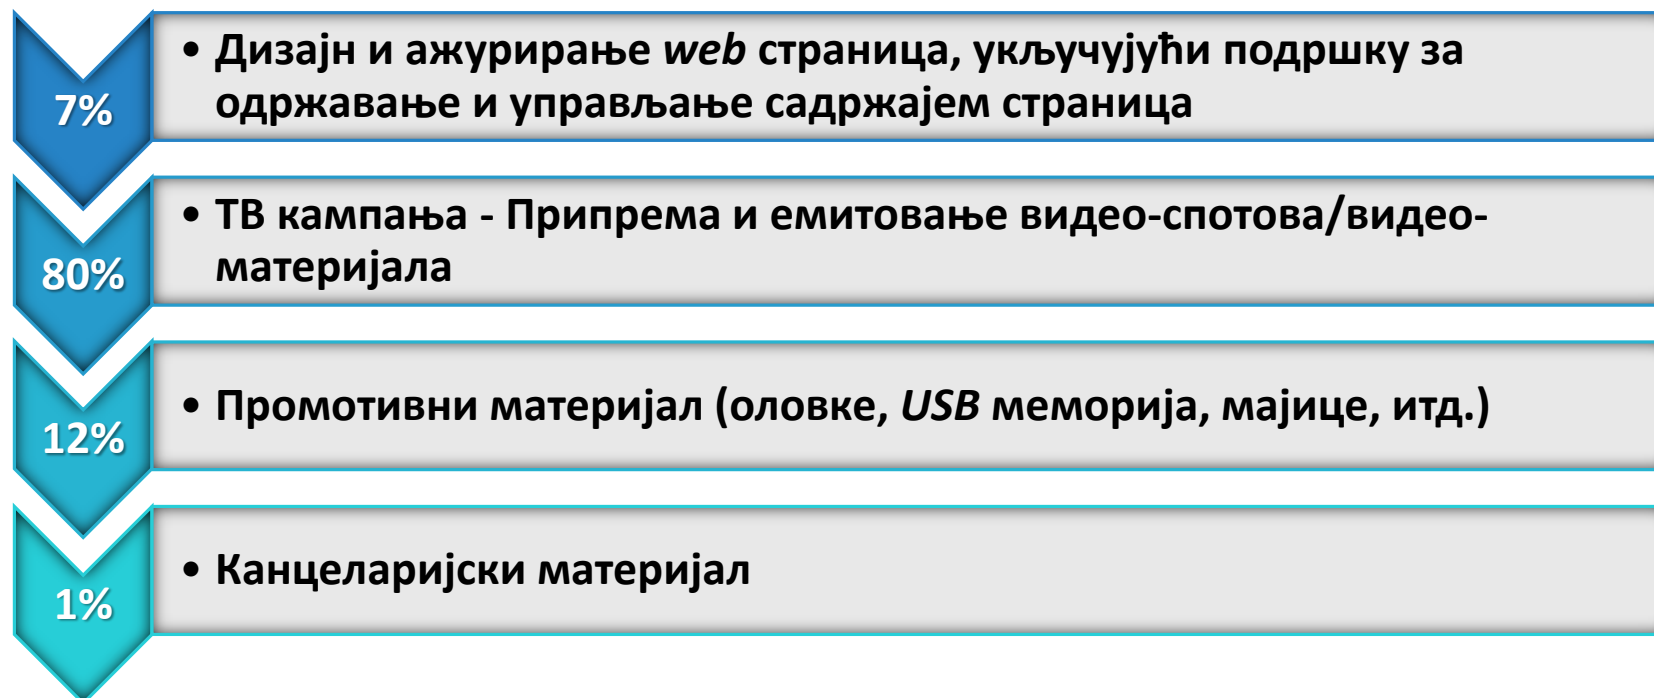 7%
• Дизајн и ажурирање web страница, укључујући подршку за
одржавање и управљање садржајем страница
80%
• ТВ кампања - Припрема и емитовање видео-спотова/видео-
материјала
12%
• Промотивни материјал (оловке, USB меморија, мајице, итд.)
1%
• Канцеларијски материјал